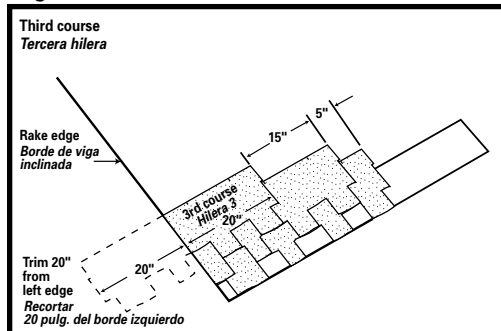 Third course
Tercera hilera
5"
15"
Rake edge
Borde de viga
inclinada
3rd course
Hilera 3
20"
20"
Trim 20"
from
left edge
Recortar
20 pulg. del borde izquierdo